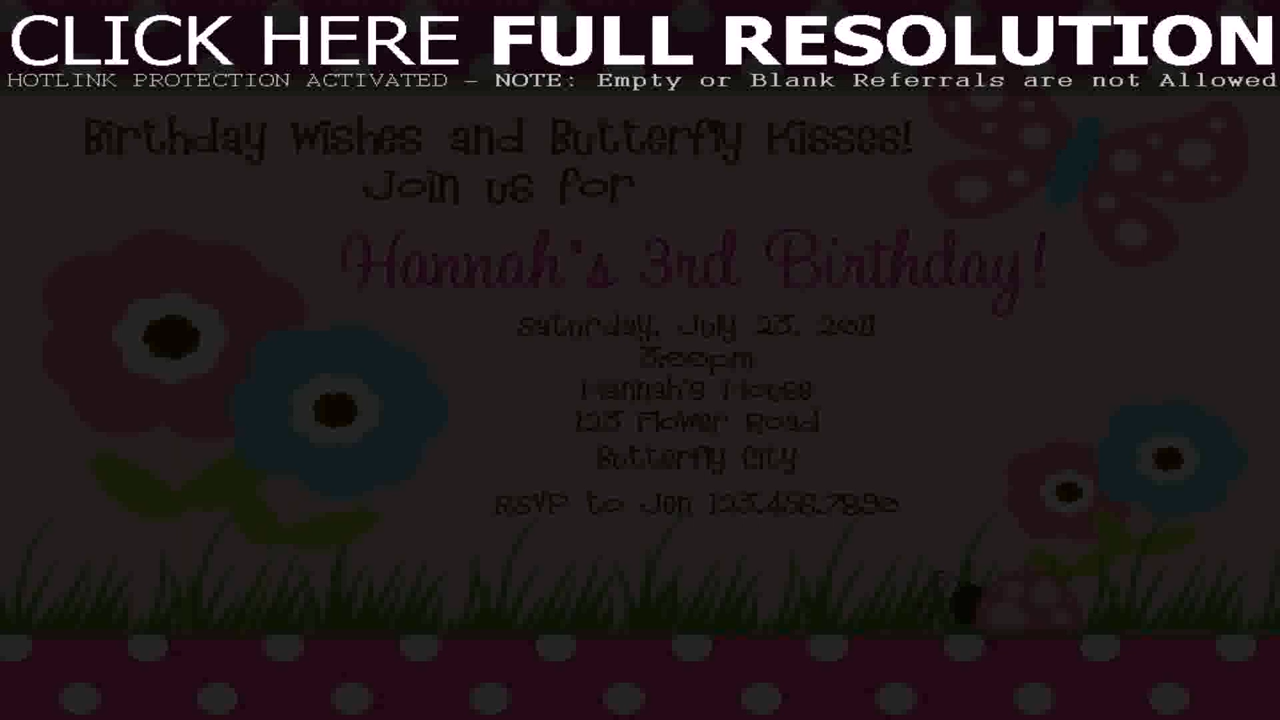 CLICK HERE FULL RESOLUTION
HOTLINK PROTECTION ACTIVATED – NOTE: Empty or Blank Referrals are not Allowed
Birthday Wishes and Butterfly Kisses!
Join us for
Hannah's 3rd Birthday!
Saturday, July 23, 2011
3:00pm
Hannah's House
123 Flower Road
Butterfly City
RSVP to Jen 123.456.7890